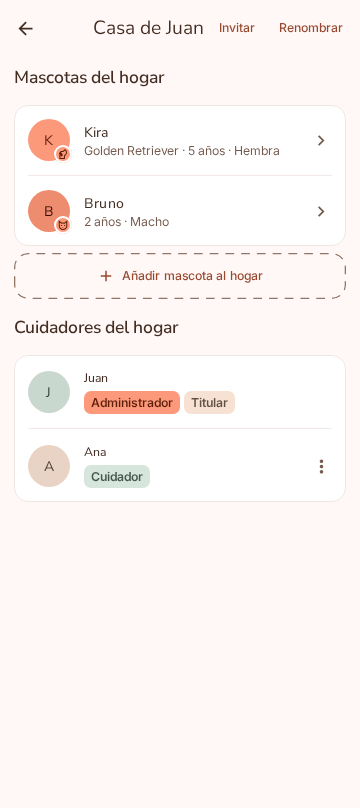 Casa de Juan Invitar Renombrar
Mascotas del hogar
K
Kira
Golden Retriever · 5 años · Hembra
B
Bruno
2 años · Macho
Añadir mascota al hogar
Cuidadores del hogar
J
Juan
Administrador Titular
A
Ana
Cuidador